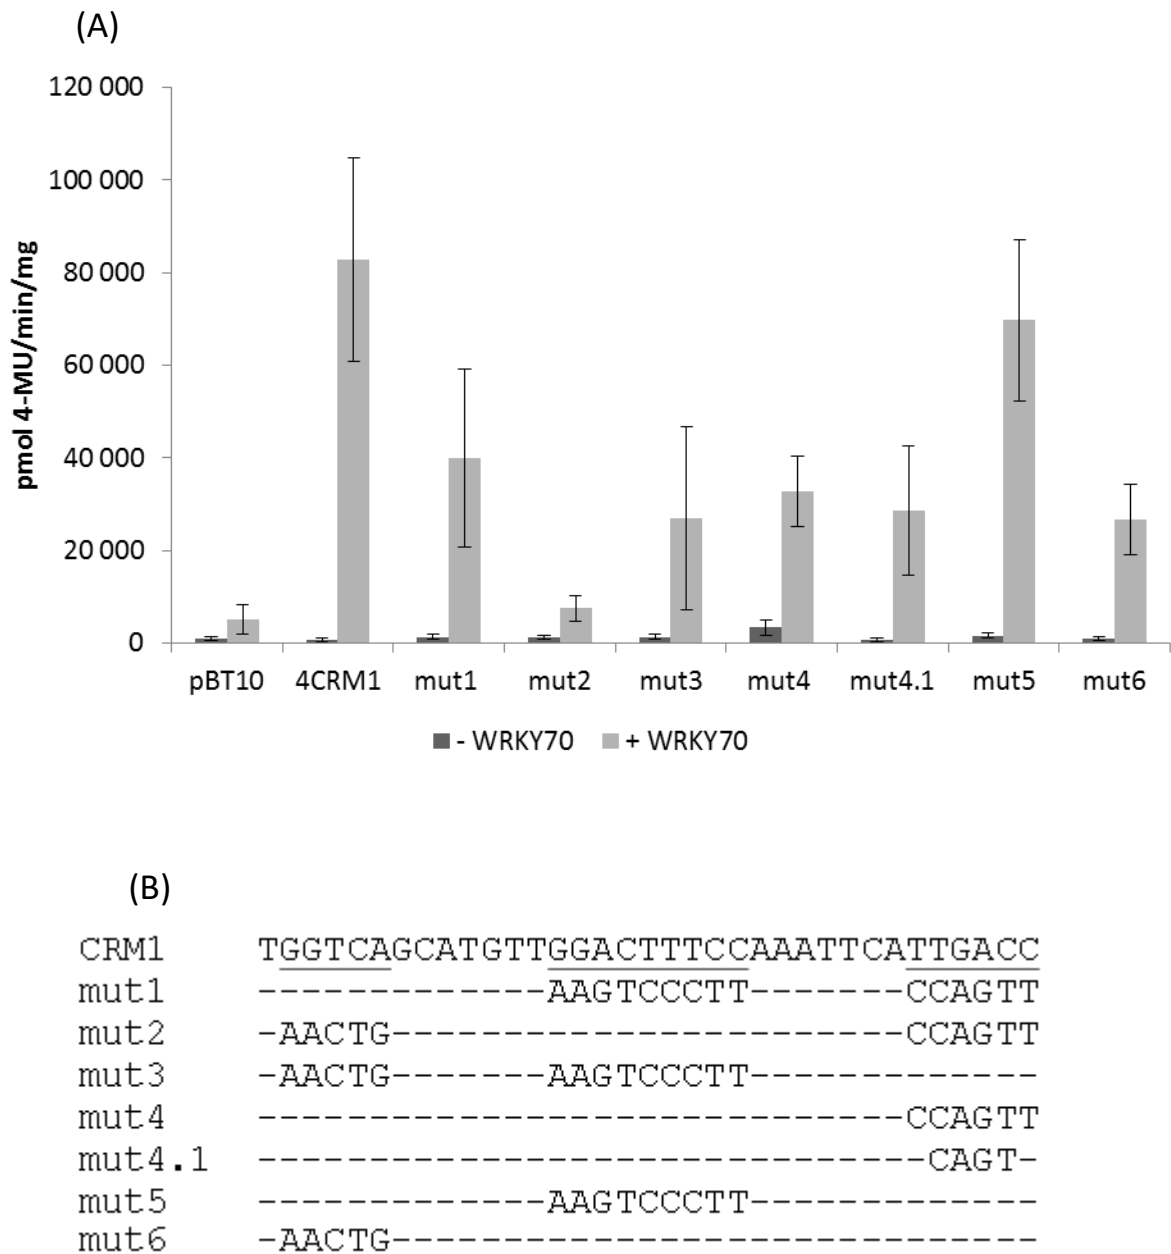 (A)
120 000
100 000
80 000
60 000
40 000
20 000
0
pmol 4-MU/min/mg
pBT10 4CRM1 mut1 mut2 mut3 mut4 mut4.1 mut5 mut6
- WRKY70 + WRKY70
(B)
CRM1 TGGTCAGCATGTTGGACTTTCCAAATTCATTGACC
mut1 -------------AAGTCCCTT-------CCAGTT
mut2 -AACTG-----------------------CCAGTT
mut3 -AACTG-------AAGTCCCTT-------------
mut4 -----------------------------CCAGTT
mut4.1 ------------------------------CAGT-
mut5 -------------AAGTCCCTT-------------
mut6 -AACTG-----------------------------